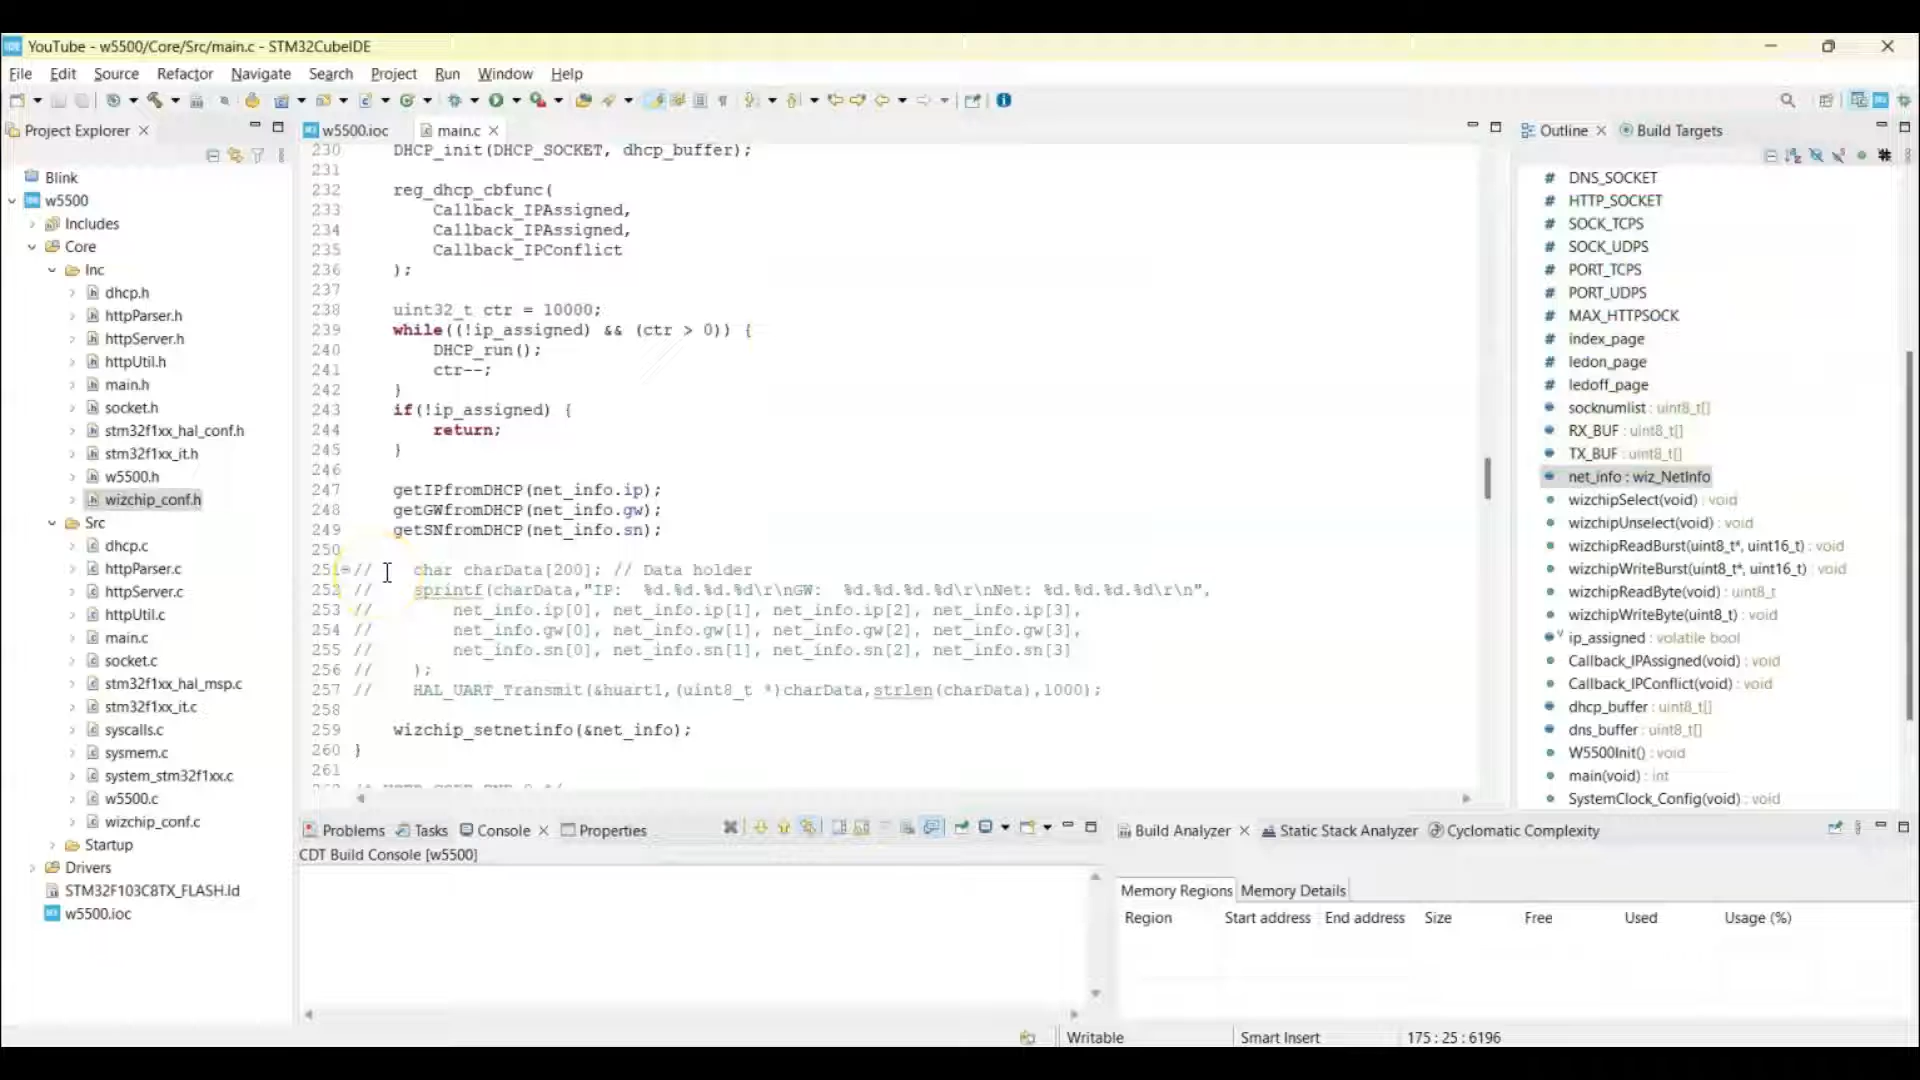 YouTube - w5500/Core/Src/main.c - STM32CubeIDE
File Edit Source Refactor Navigate Search Project Run Window Help
Project Explorer
Blink
w5500
Includes
Core
Inc
dhcp.h
httpParser.h
httpServer.h
httpUtil.h
main.h
socket.h
stm32f1xx_hal_conf.h
stm32f1xx_it.h
w5500.h
wizchip_conf.h
Src
dhcp.c
httpParser.c
httpServer.c
httpUtil.c
main.c
socket.c
stm32f1xx_hal_msp.c
stm32f1xx_it.c
syscalls.c
sysmem.c
system_stm32f1xx.c
w5500.c
wizchip_conf.c
Startup
Drivers
STM32F103C8TX_FLASH.ld
w5500.ioc
w5500.ioc main.c
230 DHCP_init(DHCP_SOCKET, dhcp_buffer);
231
232 reg_dhcp_cbfunc(
233 Callback_IPAssigned,
234 Callback_IPAssigned,
235 Callback_IPConflict
236 );
237
238 uint32_t ctr = 10000;
239 while((!ip_assigned) && (ctr > 0)) {
240 DHCP_run();
241 ctr--;
242 }
243 if(!ip_assigned) {
244 return;
245 }
246
247 getIPfromDHCP(net_info.ip);
248 getGWfromDHCP(net_info.gw);
249 getSNfromDHCP(net_info.sn);
250
251 // char charData[200]; // Data holder
252 // sprintf(charData,"IP:  %d.%d.%d.%d\r\nGW:  %d.%d.%d.%d\r\nNet: %d.%d.%d.%d\r\n",
253 // net_info.ip[0], net_info.ip[1], net_info.ip[2], net_info.ip[3],
254 // net_info.gw[0], net_info.gw[1], net_info.gw[2], net_info.gw[3],
255 // net_info.sn[0], net_info.sn[1], net_info.sn[2], net_info.sn[3]
256 // );
257 // HAL_UART_Transmit(&huart1,(uint8_t *)charData,strlen(charData),1000);
258
259 wizchip_setnetinfo(&net_info);
260 }
261
Outline Build Targets
DNS_SOCKET
HTTP_SOCKET
SOCK_TCPS
SOCK_UDPS
PORT_TCPS
PORT_UDPS
MAX_HTTPSOCK
index_page
ledon_page
ledoff_page
socknumlist : uint8_t[]
RX_BUF : uint8_t[]
TX_BUF : uint8_t[]
net_info : wiz_NetInfo
wizchipSelect(void) : void
wizchipUnselect(void) : void
wizchipReadBurst(uint8_t*, uint16_t) : void
wizchipWriteBurst(uint8_t*, uint16_t) : void
wizchipReadByte(void) : uint8_t
wizchipWriteByte(uint8_t) : void
ip_assigned : volatile bool
Callback_IPAssigned(void) : void
Callback_IPConflict(void) : void
dhcp_buffer : uint8_t[]
dns_buffer : uint8_t[]
W5500Init() : void
main(void) : int
SystemClock_Config(void) : void
Problems Tasks Console Properties
CDT Build Console [w5500]
Build Analyzer Static Stack Analyzer Cyclomatic Complexity
Memory Regions Memory Details
Region Start address End address Size Free Used Usage (%)
Writable Smart Insert 175 : 25 : 6196